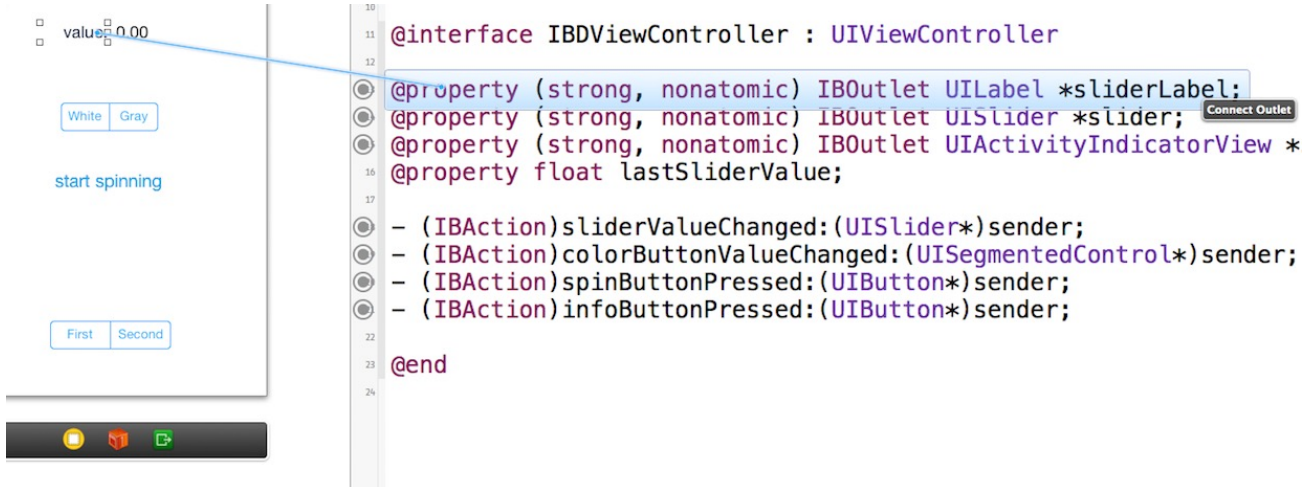 value: 0.00
White Gray
start spinning
First Second
10
11 @interface IBDViewController : UIViewController
12
@property (strong, nonatomic) IBOutlet UILabel *sliderLabel;
Connect Outlet
@property (strong, nonatomic) IBOutlet UISlider *slider;
@property (strong, nonatomic) IBOutlet UIActivityIndicatorView *
16 @property float lastSliderValue;
17
- (IBAction)sliderValueChanged:(UISlider*)sender;
- (IBAction)colorButtonValueChanged:(UISegmentedControl*)sender;
- (IBAction)spinButtonPressed:(UIButton*)sender;
- (IBAction)infoButtonPressed:(UIButton*)sender;
22
23 @end
24